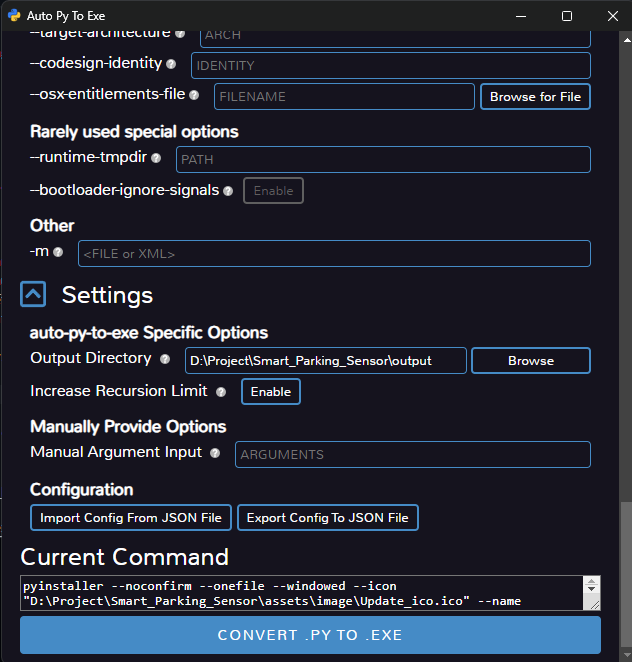 Auto Py To Exe
--target-architecture ARCH
--codesign-identity IDENTITY
--osx-entitlements-file FILENAME Browse for File
Rarely used special options
--runtime-tmpdir PATH
--bootloader-ignore-signals Enable
Other
-m <FILE or XML>
Settings
auto-py-to-exe Specific Options
Output Directory D:\Project\Smart_Parking_Sensor\output Browse
Increase Recursion Limit Enable
Manually Provide Options
Manual Argument Input ARGUMENTS
Configuration
Import Config From JSON File Export Config To JSON File
Current Command
pyinstaller --noconfirm --onefile --windowed --icon
"D:\Project\Smart_Parking_Sensor\assets\image\Update_ico.ico" --name
CONVERT .PY TO .EXE